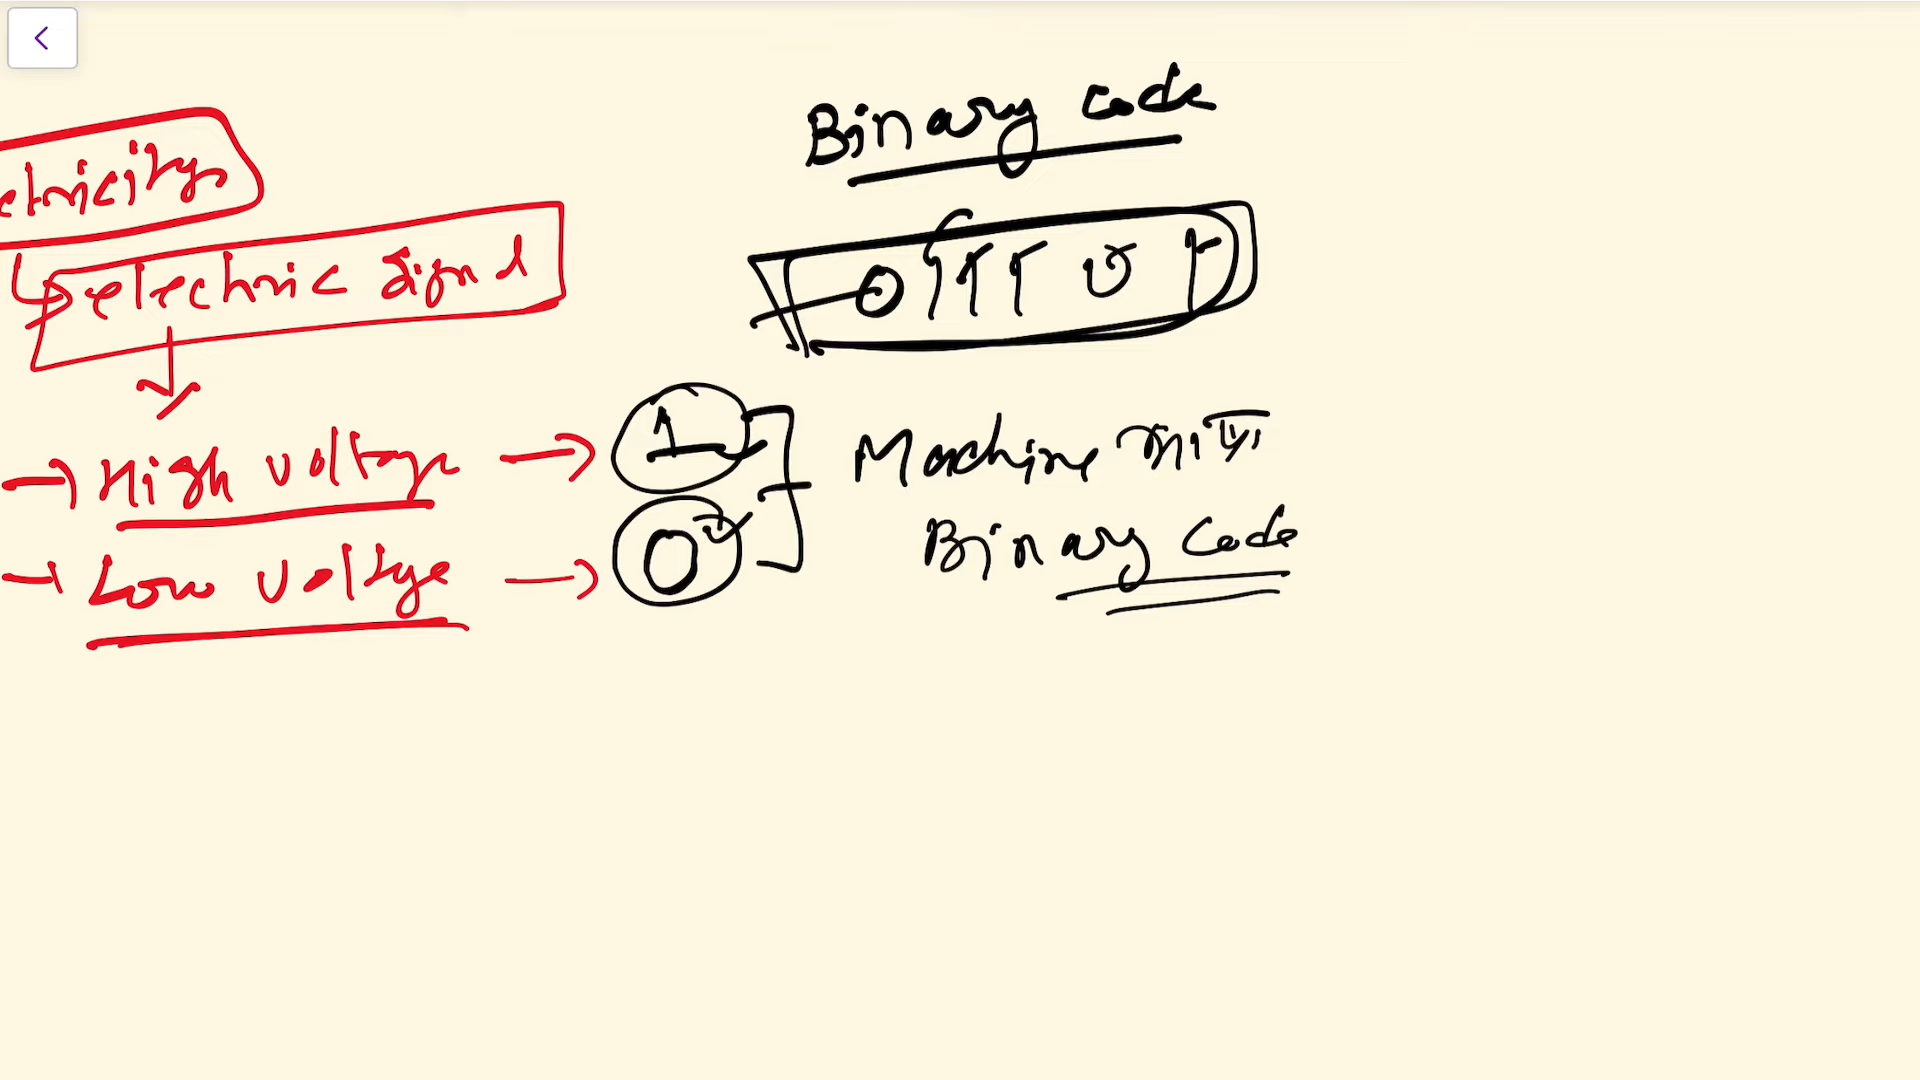 Binary code
etricity
electric signal
0 1 1 1 0 1
High voltage → 1
Low voltage → 0
Machine
Binary Code